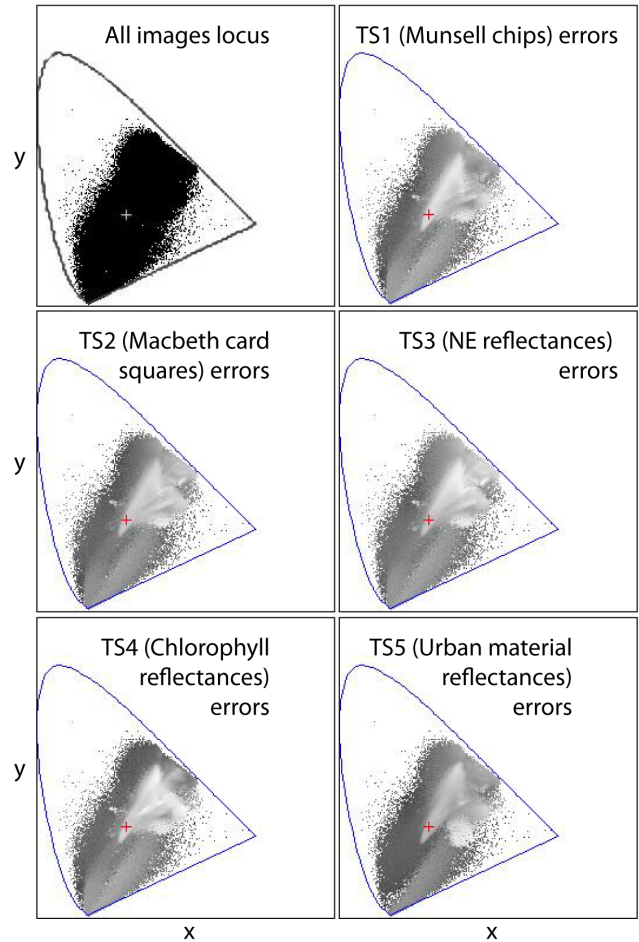 All images locus
TS1 (Munsell chips) errors
y
TS2 (Macbeth card
squares) errors
TS3 (NE reflectances)
errors
y
TS4 (Chlorophyll
reflectances)
errors
TS5 (Urban material
reflectances)
errors
y
x
x